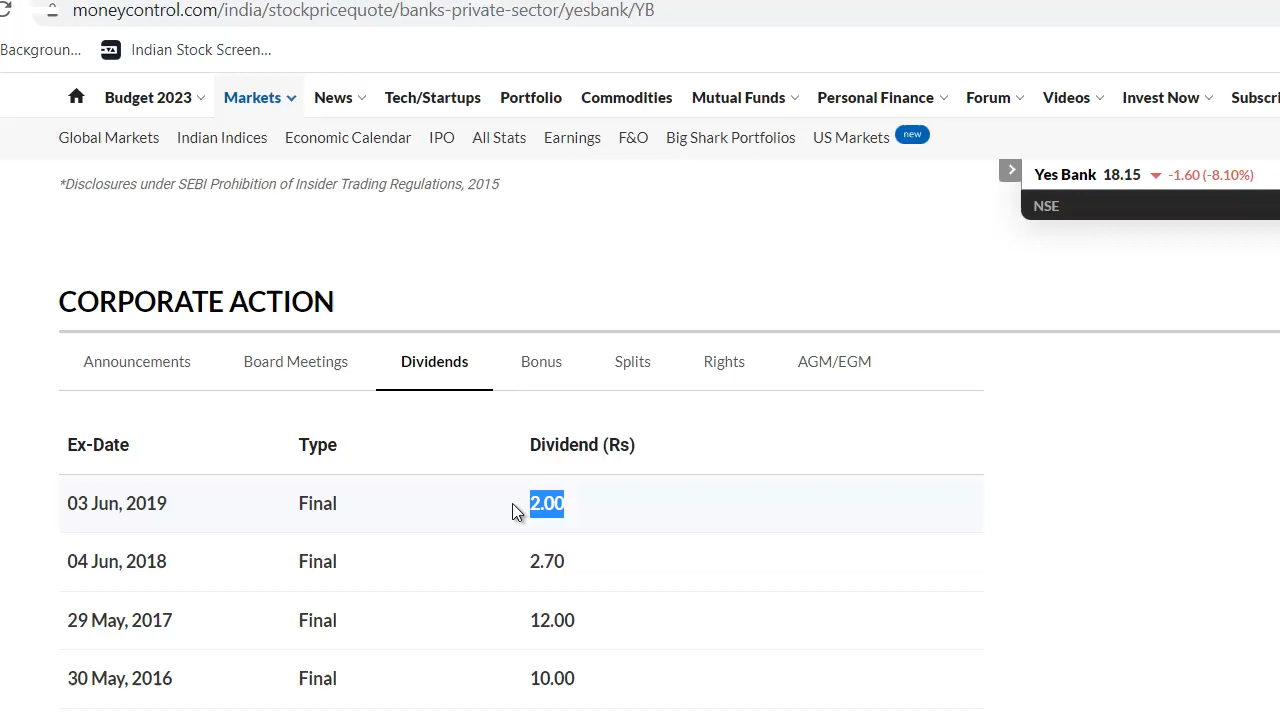 moneycontrol.com/india/stockpricequote/banks-private-sector/yesbank/YB
Backgroun... Indian Stock Screen...
Budget 2023 Markets News Tech/Startups Portfolio Commodities Mutual Funds Personal Finance Forum Videos Invest Now Subscri
Global Markets Indian Indices Economic Calendar IPO All Stats Earnings F&O Big Shark Portfolios US Markets new
*Disclosures under SEBI Prohibition of Insider Trading Regulations, 2015
Yes Bank 18.15 -1.60 (-8.10%)
NSE
CORPORATE ACTION
Announcements Board Meetings Dividends Bonus Splits Rights AGM/EGM
Ex-Date Type Dividend (Rs)
03 Jun, 2019 Final 2.00
04 Jun, 2018 Final 2.70
29 May, 2017 Final 12.00
30 May, 2016 Final 10.00